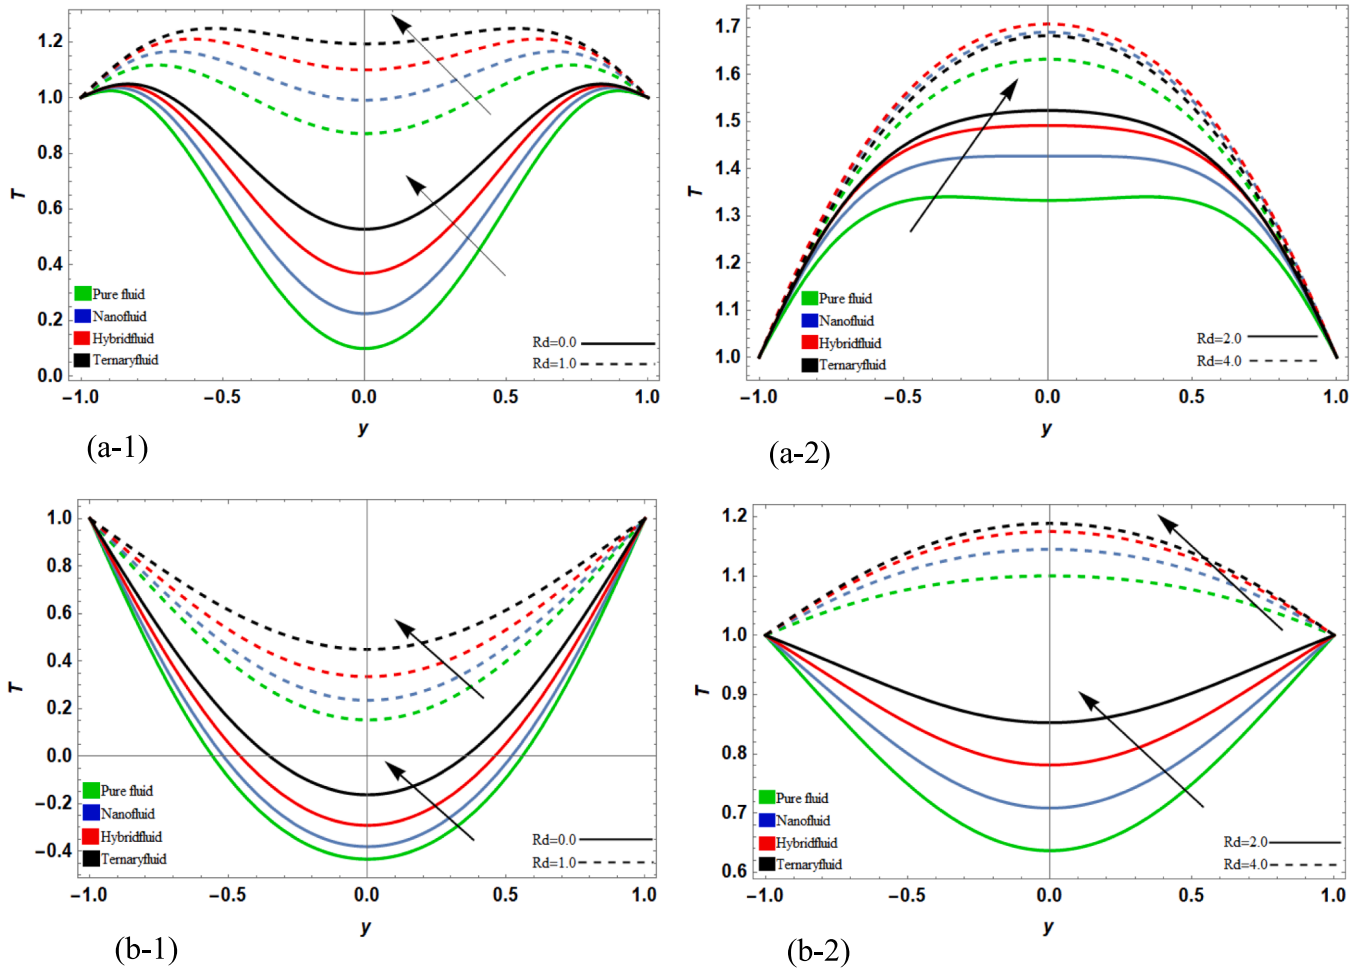 T
1.2
1.0
0.8
0.6
0.4
0.2
0.0
Pure fluid
Nanofluid
Hybridfluid
Ternaryfluid
Rd=0.0
Rd=1.0
−1.0 −0.5 0.0 0.5 1.0
y
(a-1)
T
1.7
1.6
1.5
1.4
1.3
1.2
1.1
1.0
Pure fluid
Nanofluid
Hybridfluid
Ternaryfluid
Rd=2.0
Rd=4.0
−1.0 −0.5 0.0 0.5 1.0
y
(a-2)
T
1.0
0.8
0.6
0.4
0.2
0.0
−0.2
−0.4
Pure fluid
Nanofluid
Hybridfluid
Ternaryfluid
Rd=0.0
Rd=1.0
−1.0 −0.5 0.0 0.5 1.0
y
(b-1)
T
1.2
1.1
1.0
0.9
0.8
0.7
0.6
Pure fluid
Nanofluid
Hybridfluid
Ternaryfluid
Rd=2.0
Rd=4.0
−1.0 −0.5 0.0 0.5 1.0
y
(b-2)